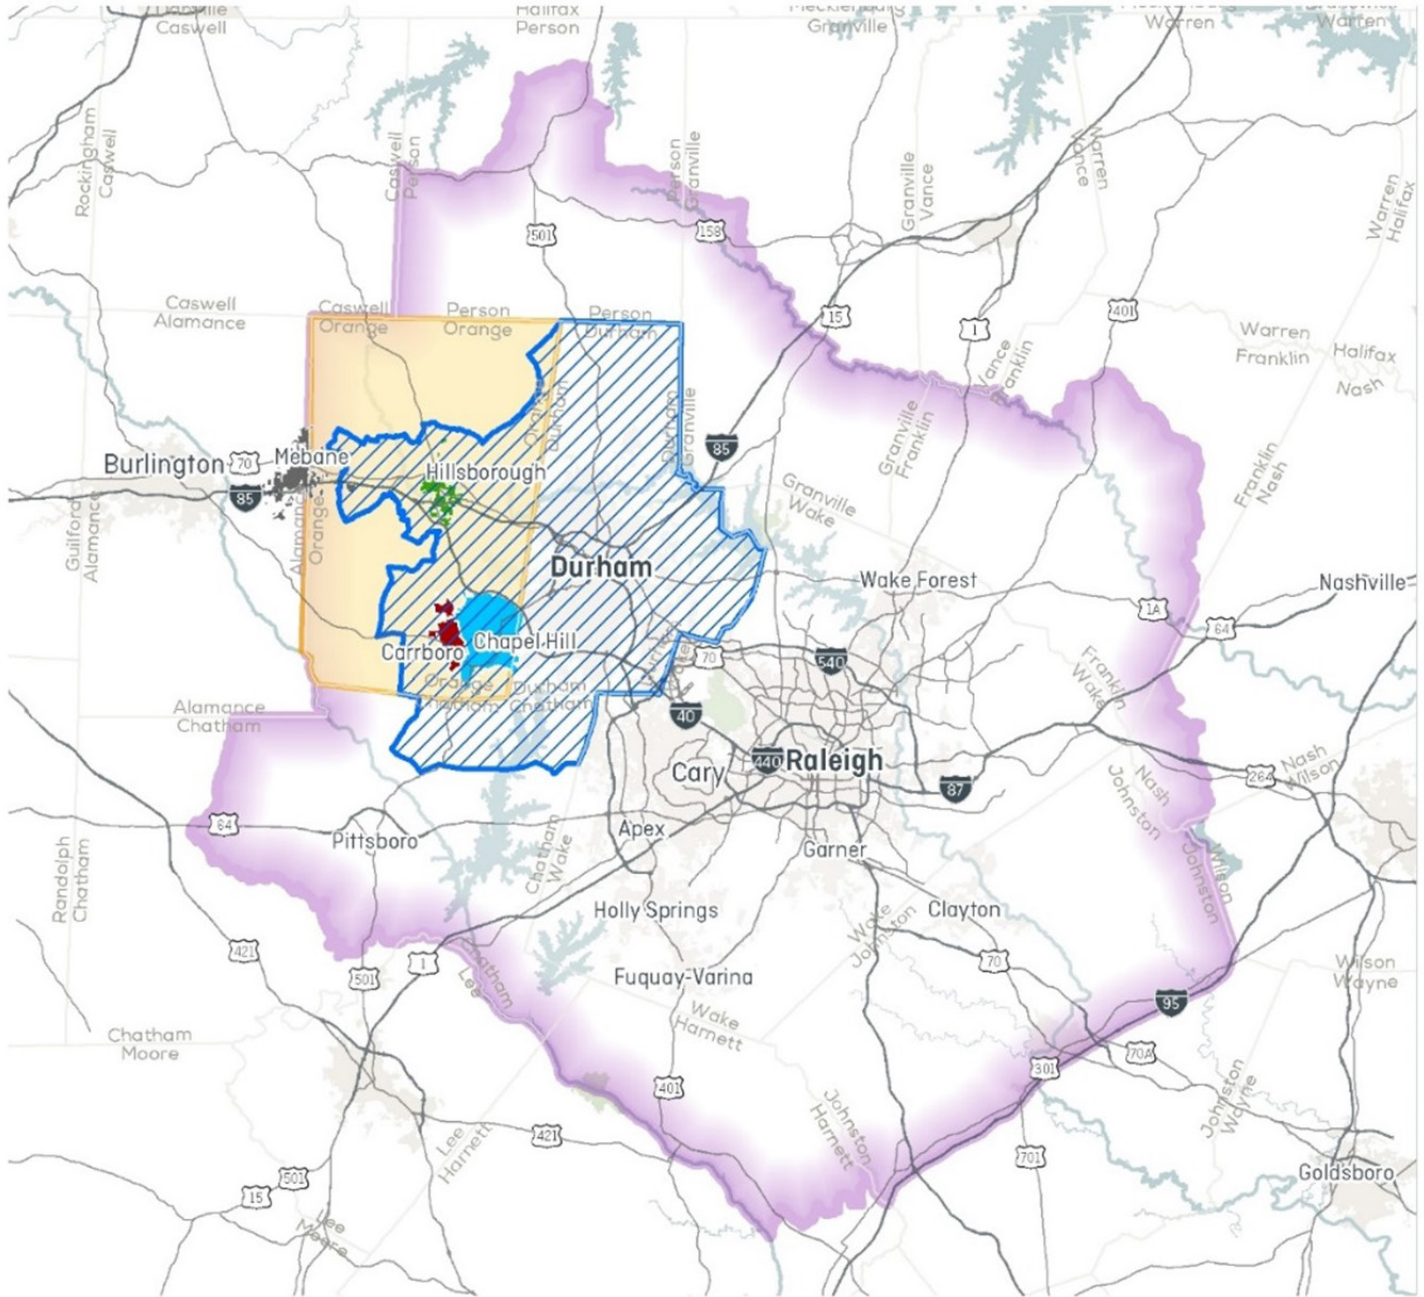 Danville
Caswell
Halifax
Person
Mecklenburg
Granville
Warren
Warren
Rockingham
Caswell
Caswell
Person
Person
Granville
Granville
Vance
Warren
Vance
Warren
Halifax
501
158
Caswell
Alamance
Caswell
Orange
Person
Orange
Person
Durham
15
1
401
Vance
Franklin
Warren
Franklin
Halifax
Nash
Orange
Durham
Durham
Granville
Granville
Franklin
Franklin
Nash
Burlington
70
Mebane
85
Hillsborough
85
Granville
Wake
Guilford
Alamance
Alamance
Orange
Durham
Wake Forest
Nashville
1A
64
Carrboro
Chapel Hill
70
540
Orange
Chatham
Durham
Chatham
Franklin
Wake
Alamance
Chatham
40
440
Raleigh
Cary
87
264
Nash
Wilson
Nash
Johnston
64
Pittsboro
Apex
Garner
Chatham
Wake
Randolph
Chatham
Wilson
Johnston
Holly Springs
Clayton
Wake
Johnston
421
501
1
70
Chatham
Lee
Fuquay-Varina
Wilson
Wayne
95
Wake
Harnett
Chatham
Moore
70A
301
401
Johnston
Harnett
Johnston
Wayne
421
Lee
Harnett
701
501
15
Goldsboro
Lee
Moore